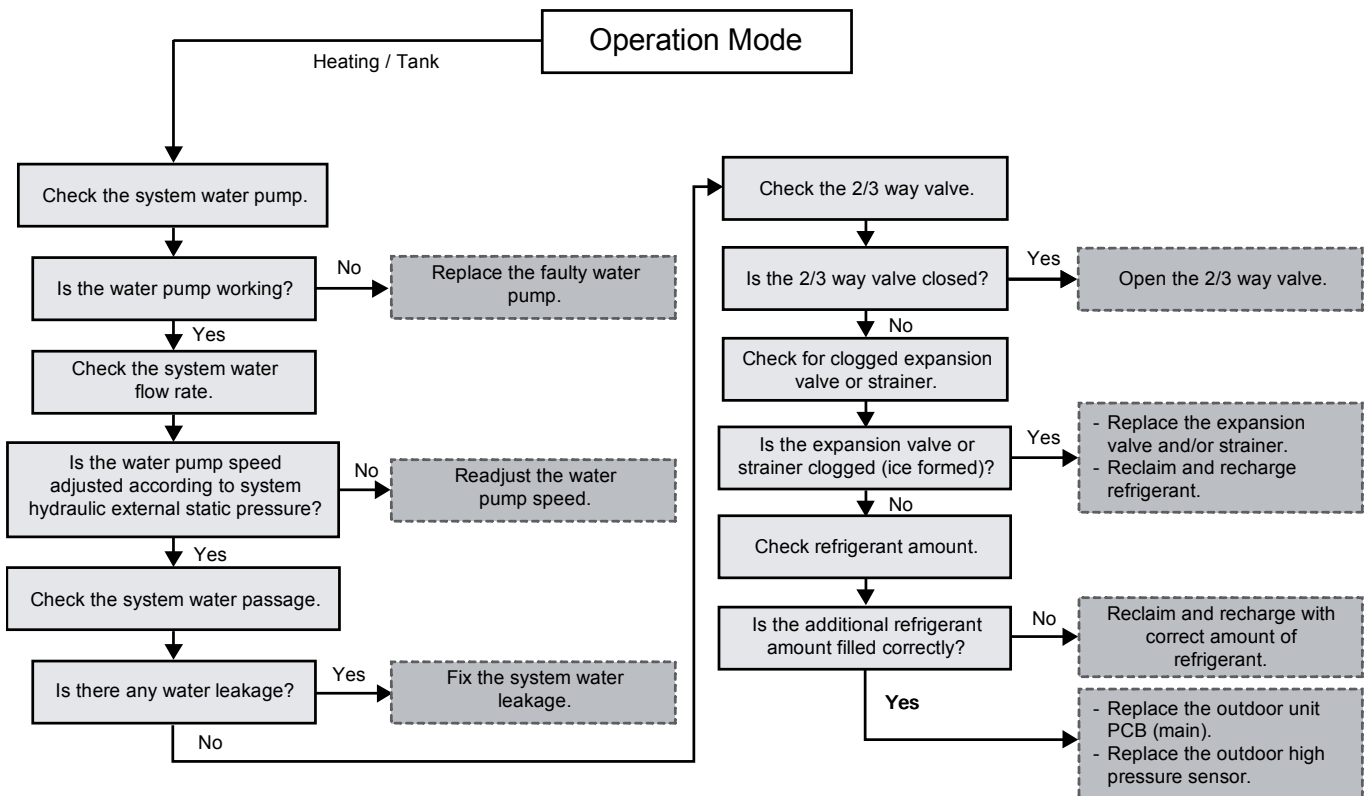 Operation Mode
Heating / Tank
Check the system water pump.
Is the water pump working?
No
Replace the faulty water
pump.
Yes
Check the system water
flow rate.
Is the water pump speed
adjusted according to system
hydraulic external static pressure?
No
Readjust the water
pump speed.
Yes
Check the system water passage.
Is there any water leakage?
Yes
Fix the system water
leakage.
No
Check the 2/3 way valve.
Is the 2/3 way valve closed?
Yes
Open the 2/3 way valve.
No
Check for clogged expansion
valve or strainer.
Is the expansion valve or
strainer clogged (ice formed)?
Yes
- Replace the expansion
valve and/or strainer.
- Reclaim and recharge
refrigerant.
No
Check refrigerant amount.
Is the additional refrigerant
amount filled correctly?
No
Reclaim and recharge with
correct amount of
refrigerant.
Yes
- Replace the outdoor unit
PCB (main).
- Replace the outdoor high
pressure sensor.